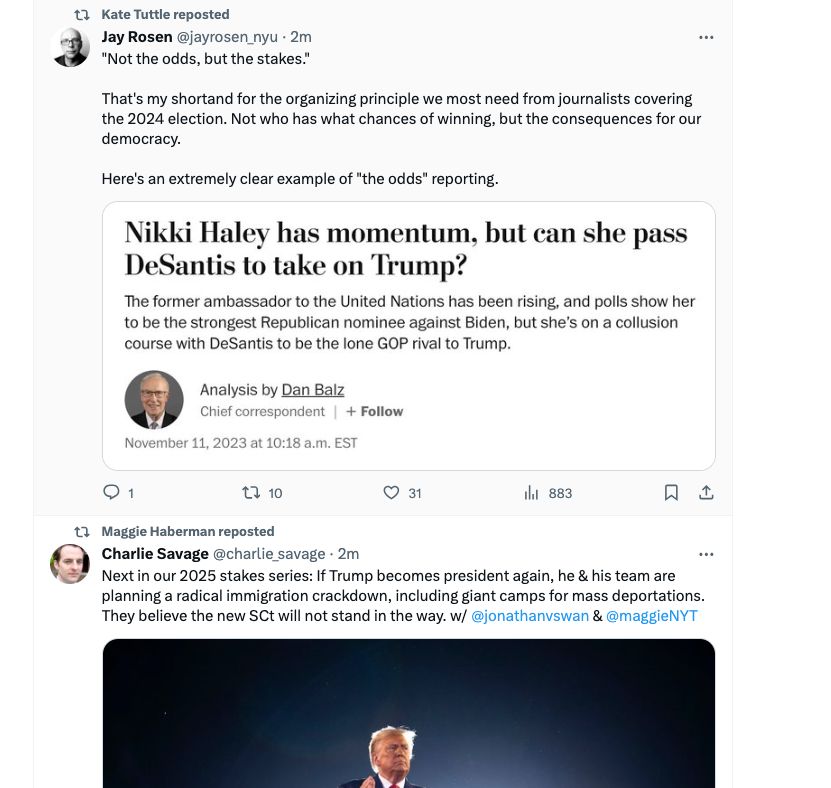 Kate Tuttle reposted
Jay Rosen @jayrosen_nyu · 2m
"Not the odds, but the stakes."
That's my shortand for the organizing principle we most need from journalists covering
the 2024 election. Not who has what chances of winning, but the consequences for our
democracy.
Here's an extremely clear example of "the odds" reporting.
Nikki Haley has momentum, but can she pass
DeSantis to take on Trump?
The former ambassador to the United Nations has been rising, and polls show her
to be the strongest Republican nominee against Biden, but she's on a collusion
course with DeSantis to be the lone GOP rival to Trump.
Analysis by Dan Balz
Chief correspondent | + Follow
November 11, 2023 at 10:18 a.m. EST
1 10 31 883
Maggie Haberman reposted
Charlie Savage @charlie_savage · 2m
Next in our 2025 stakes series: If Trump becomes president again, he & his team are
planning a radical immigration crackdown, including giant camps for mass deportations.
They believe the new SCt will not stand in the way. w/ @jonathanvswan & @maggieNYT